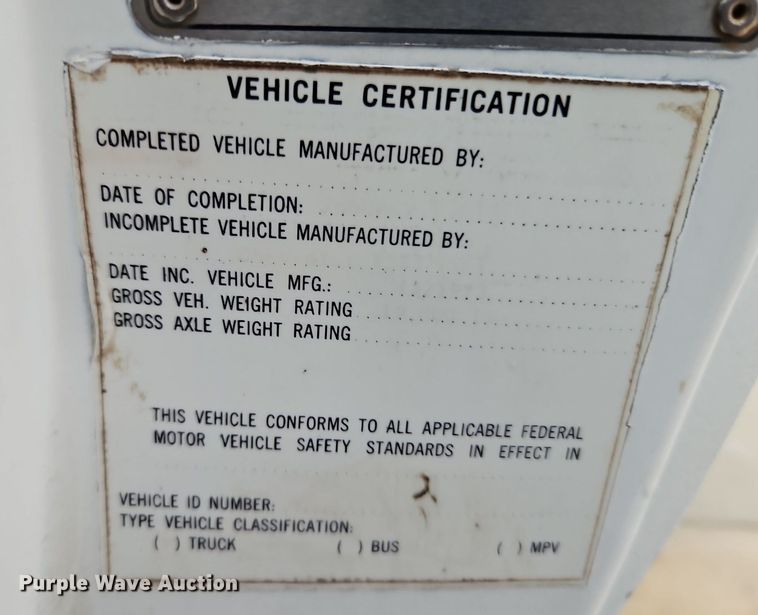 VEHICLE CERTIFICATION
COMPLETED VEHICLE MANUFACTURED BY:
DATE OF COMPLETION:
INCOMPLETE VEHICLE MANUFACTURED BY:
DATE INC. VEHICLE MFG.:
GROSS VEH. WEIGHT RATING
GROSS AXLE WEIGHT RATING
THIS VEHICLE CONFORMS TO ALL APPLICABLE FEDERAL
MOTOR VEHICLE SAFETY STANDARDS IN EFFECT IN
VEHICLE ID NUMBER:
TYPE VEHICLE CLASSIFICATION:
( ) TRUCK ( ) BUS ( ) MPV
Purple Wave Auction